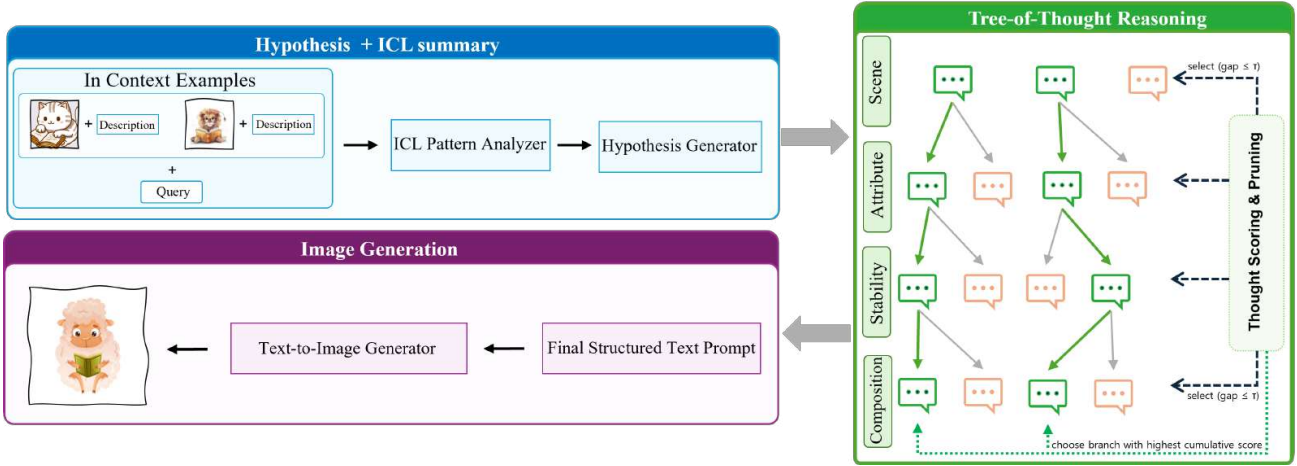 Hypothesis + ICL summary
In Context Examples
+ Description
+ Description
+
Query
ICL Pattern Analyzer
Hypothesis Generator
Tree-of-Thought Reasoning
Scene
Attribute
Stability
Composition
select (gap ≤ τ)
Thought Scoring & Pruning
select (gap ≤ τ)
choose branch with highest cumulative score
Image Generation
Text-to-Image Generator
Final Structured Text Prompt